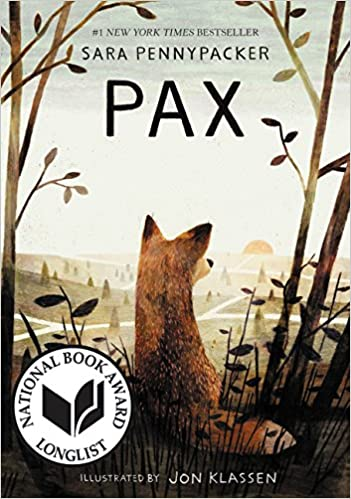 #1 NEW YORK TIMES BESTSELLER
SARA PENNYPACKER
PAX
NATIONAL BOOK AWARD
LONGLIST
ILLUSTRATED BY JON KLASSEN